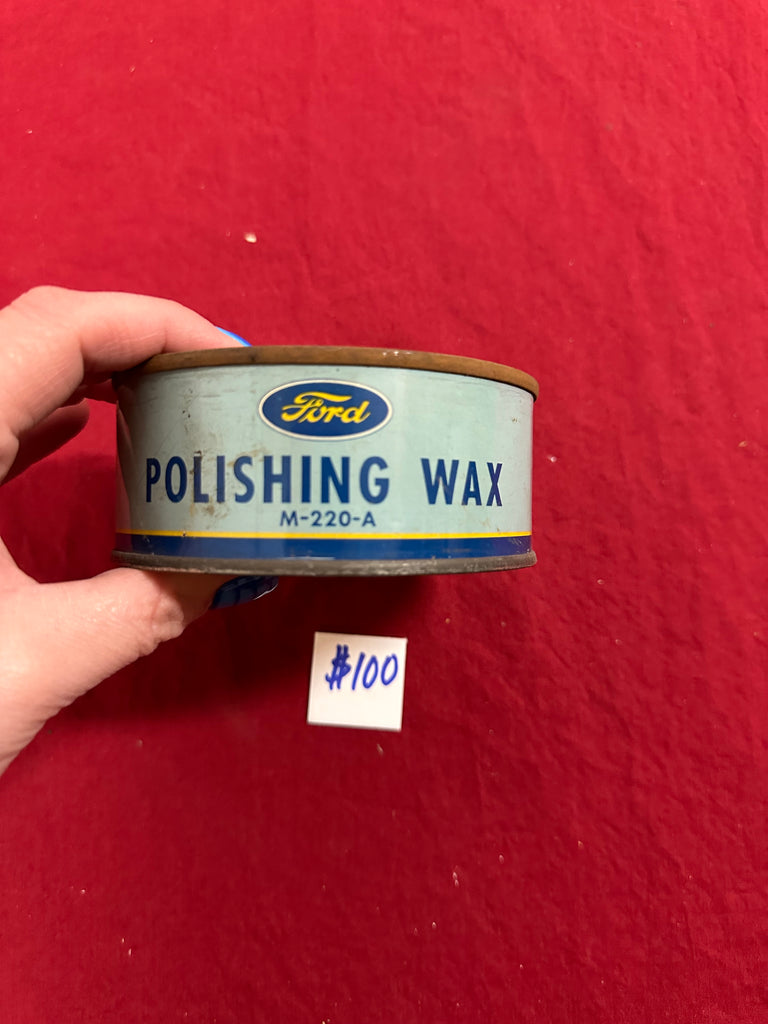 Ford
POLISHING WAX
M-220-A
$100